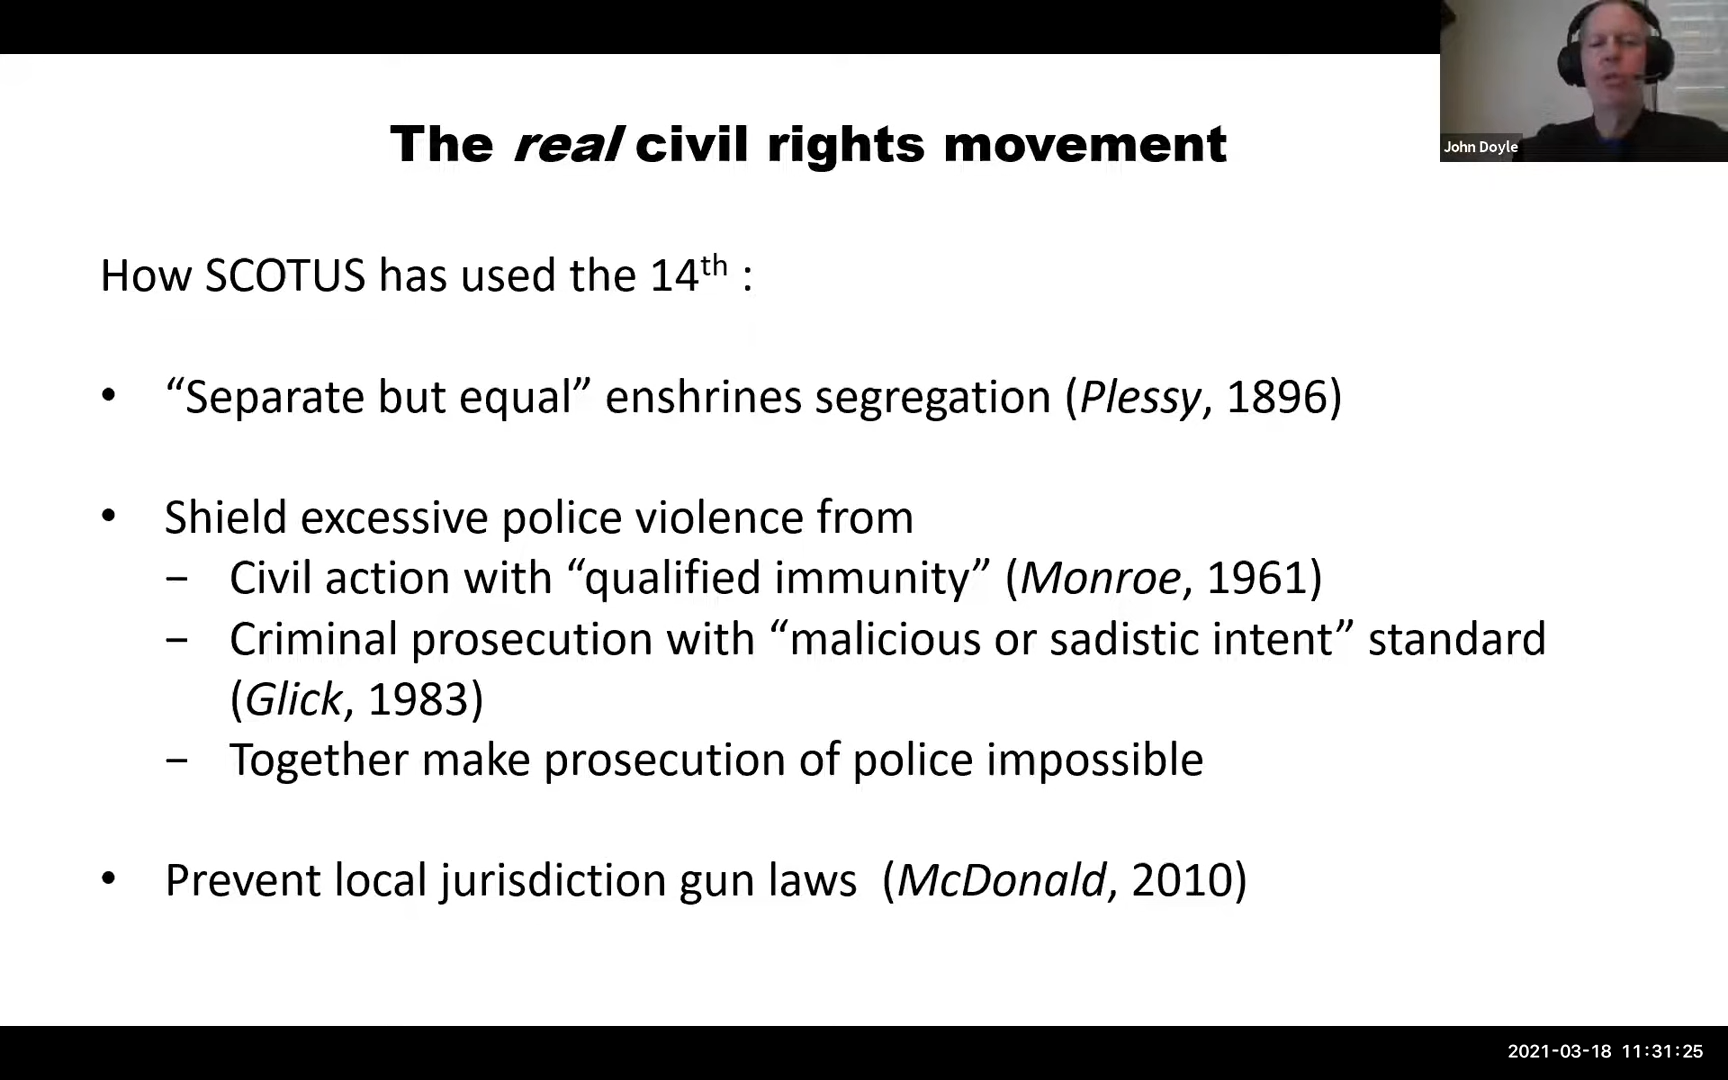 John Doyle
The real civil rights movement
How SCOTUS has used the 14th :
• “Separate but equal” enshrines segregation (Plessy, 1896)
• Shield excessive police violence from
– Civil action with “qualified immunity” (Monroe, 1961)
– Criminal prosecution with “malicious or sadistic intent” standard
(Glick, 1983)
– Together make prosecution of police impossible
• Prevent local jurisdiction gun laws (McDonald, 2010)
2021-03-18 11:31:25